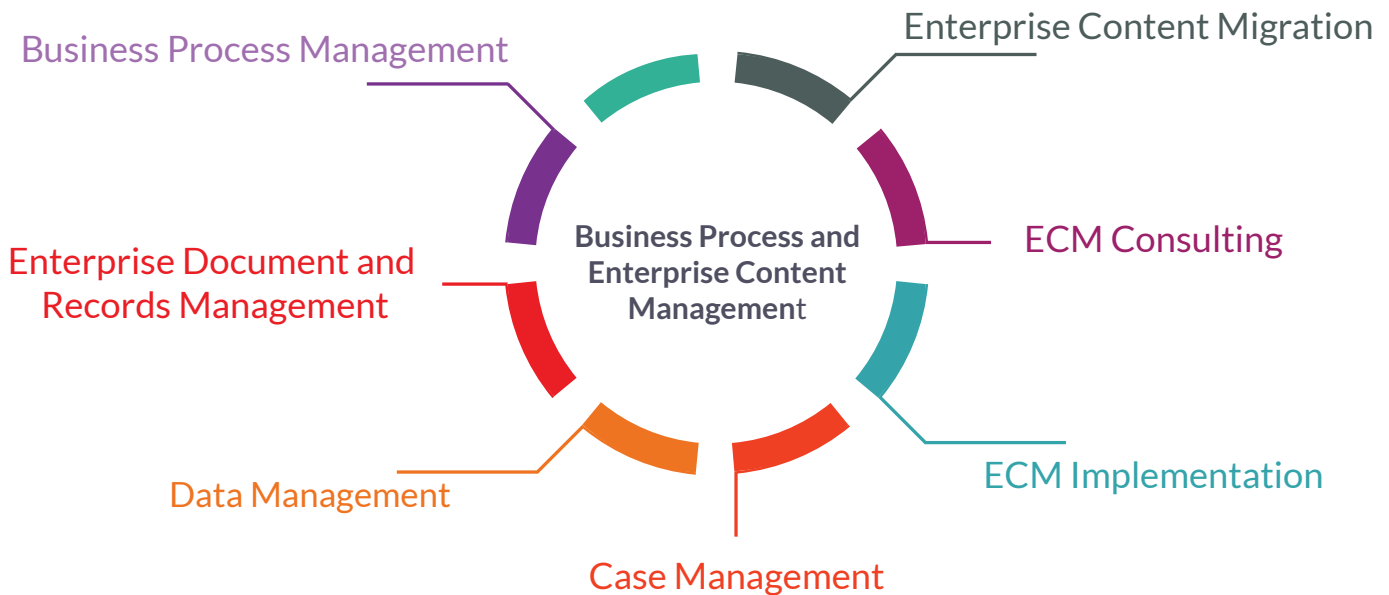 Enterprise Content Migration
Business Process Management
ECM Consulting
Business Process and
Enterprise Content
Management
Enterprise Document and
Records Management
ECM Implementation
Data Management
Case Management